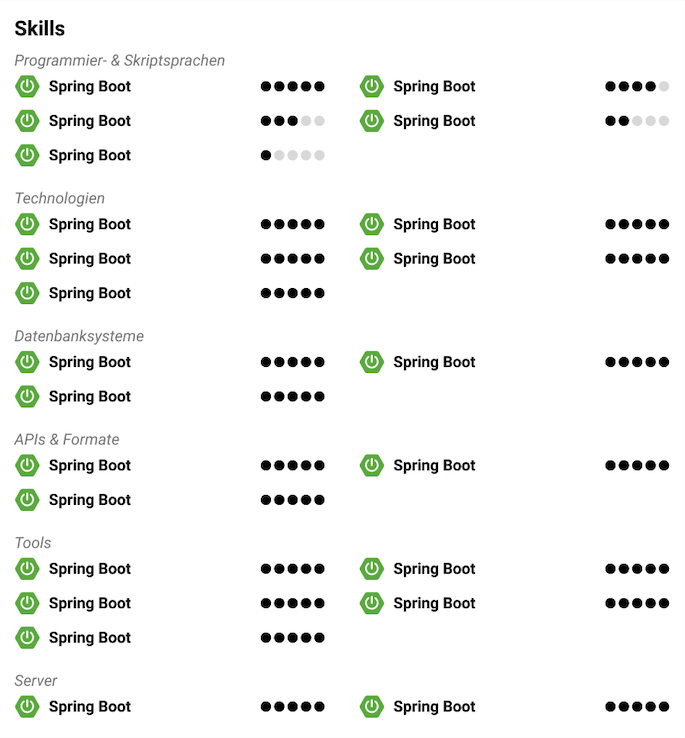 Skills
Programmier- & Skriptsprachen
Spring Boot Spring Boot
Spring Boot Spring Boot
Spring Boot
Technologien
Spring Boot Spring Boot
Spring Boot Spring Boot
Spring Boot
Datenbanksysteme
Spring Boot Spring Boot
Spring Boot
APIs & Formate
Spring Boot Spring Boot
Spring Boot
Tools
Spring Boot Spring Boot
Spring Boot Spring Boot
Spring Boot
Server
Spring Boot Spring Boot